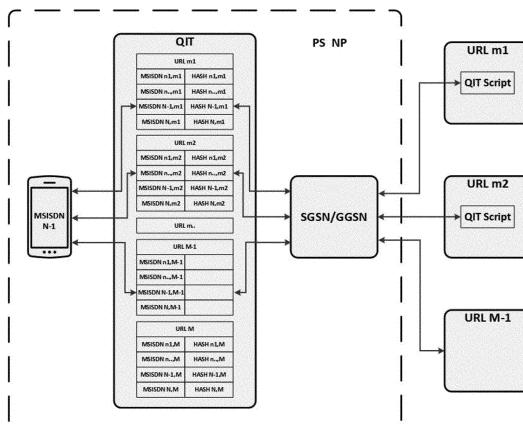 QIT
PS NP
URL m1
MSISDN n1,m1 HASH n1,m1
MSISDN n..,m1 HASH n...,m1
MSISDN N-1,m1 HASH N-1,m1
MSISDN N,m1 HASH N,m1
URL m2
MSISDN n1,m2 HASH n1,m2
MSISDN n..,m2 HASH n...,m2
MSISDN N-1,m2 HASH N-1,m2
MSISDN N,m2 HASH N,m2
URL m..
URL M-1
MSISDN n1,M-1
MSISDN n..,M-1
MSISDN N-1,M-1
MSISDN N,M-1
URL M
MSISDN n1,M HASH n1,M
MSISDN n...,M HASH n...,M
MSISDN N-1,M HASH N-1,M
MSISDN N,M HASH N,M
MSISDN
N-1
SGSN/GGSN
URL m1
QIT Script
URL m2
QIT Script
URL M-1